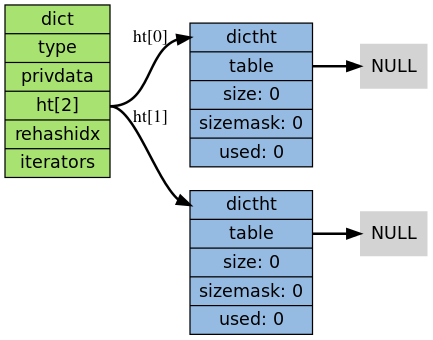 dict
type
privdata
ht[2]
rehashidx
iterators
ht[0]
ht[1]
dictht
table
size: 0
sizemask: 0
used: 0
NULL
dictht
table
size: 0
sizemask: 0
used: 0
NULL